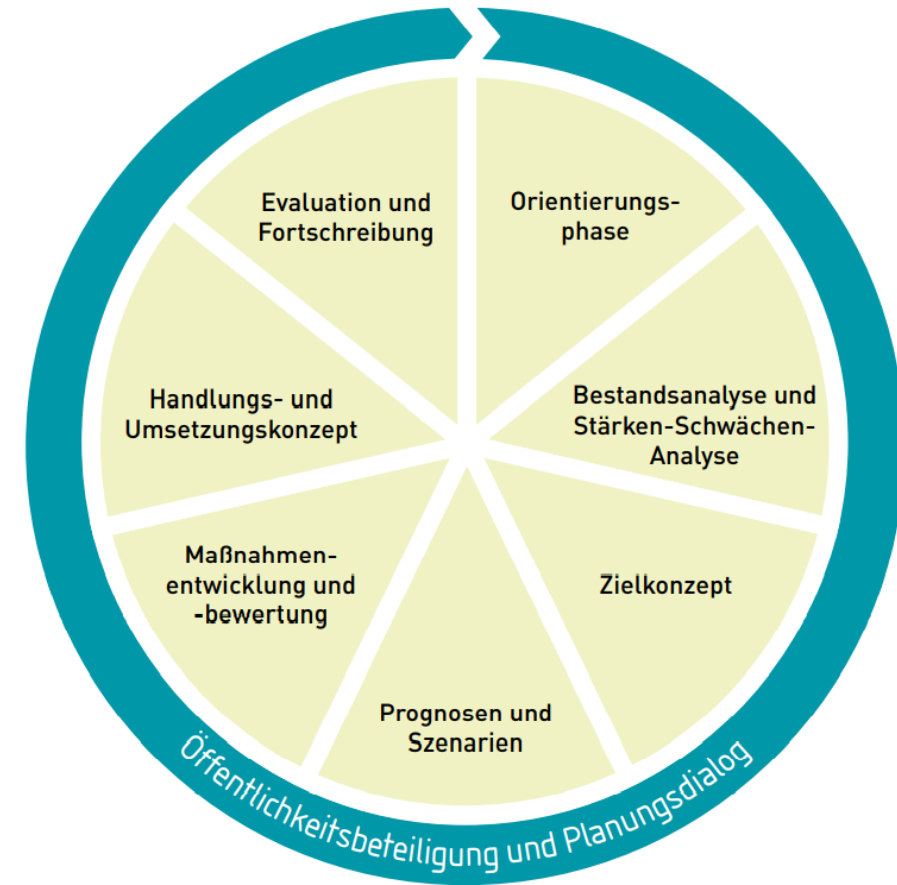 Orientierungs-
phase
Bestandsanalyse und
Stärken-Schwächen-
Analyse
Zielkonzept
Prognosen und
Szenarien
Maßnahmen-
entwicklung und
-bewertung
Handlungs- und
Umsetzungskonzept
Evaluation und
Fortschreibung
Öffentlichkeitsbeteiligung und Planungsdialog